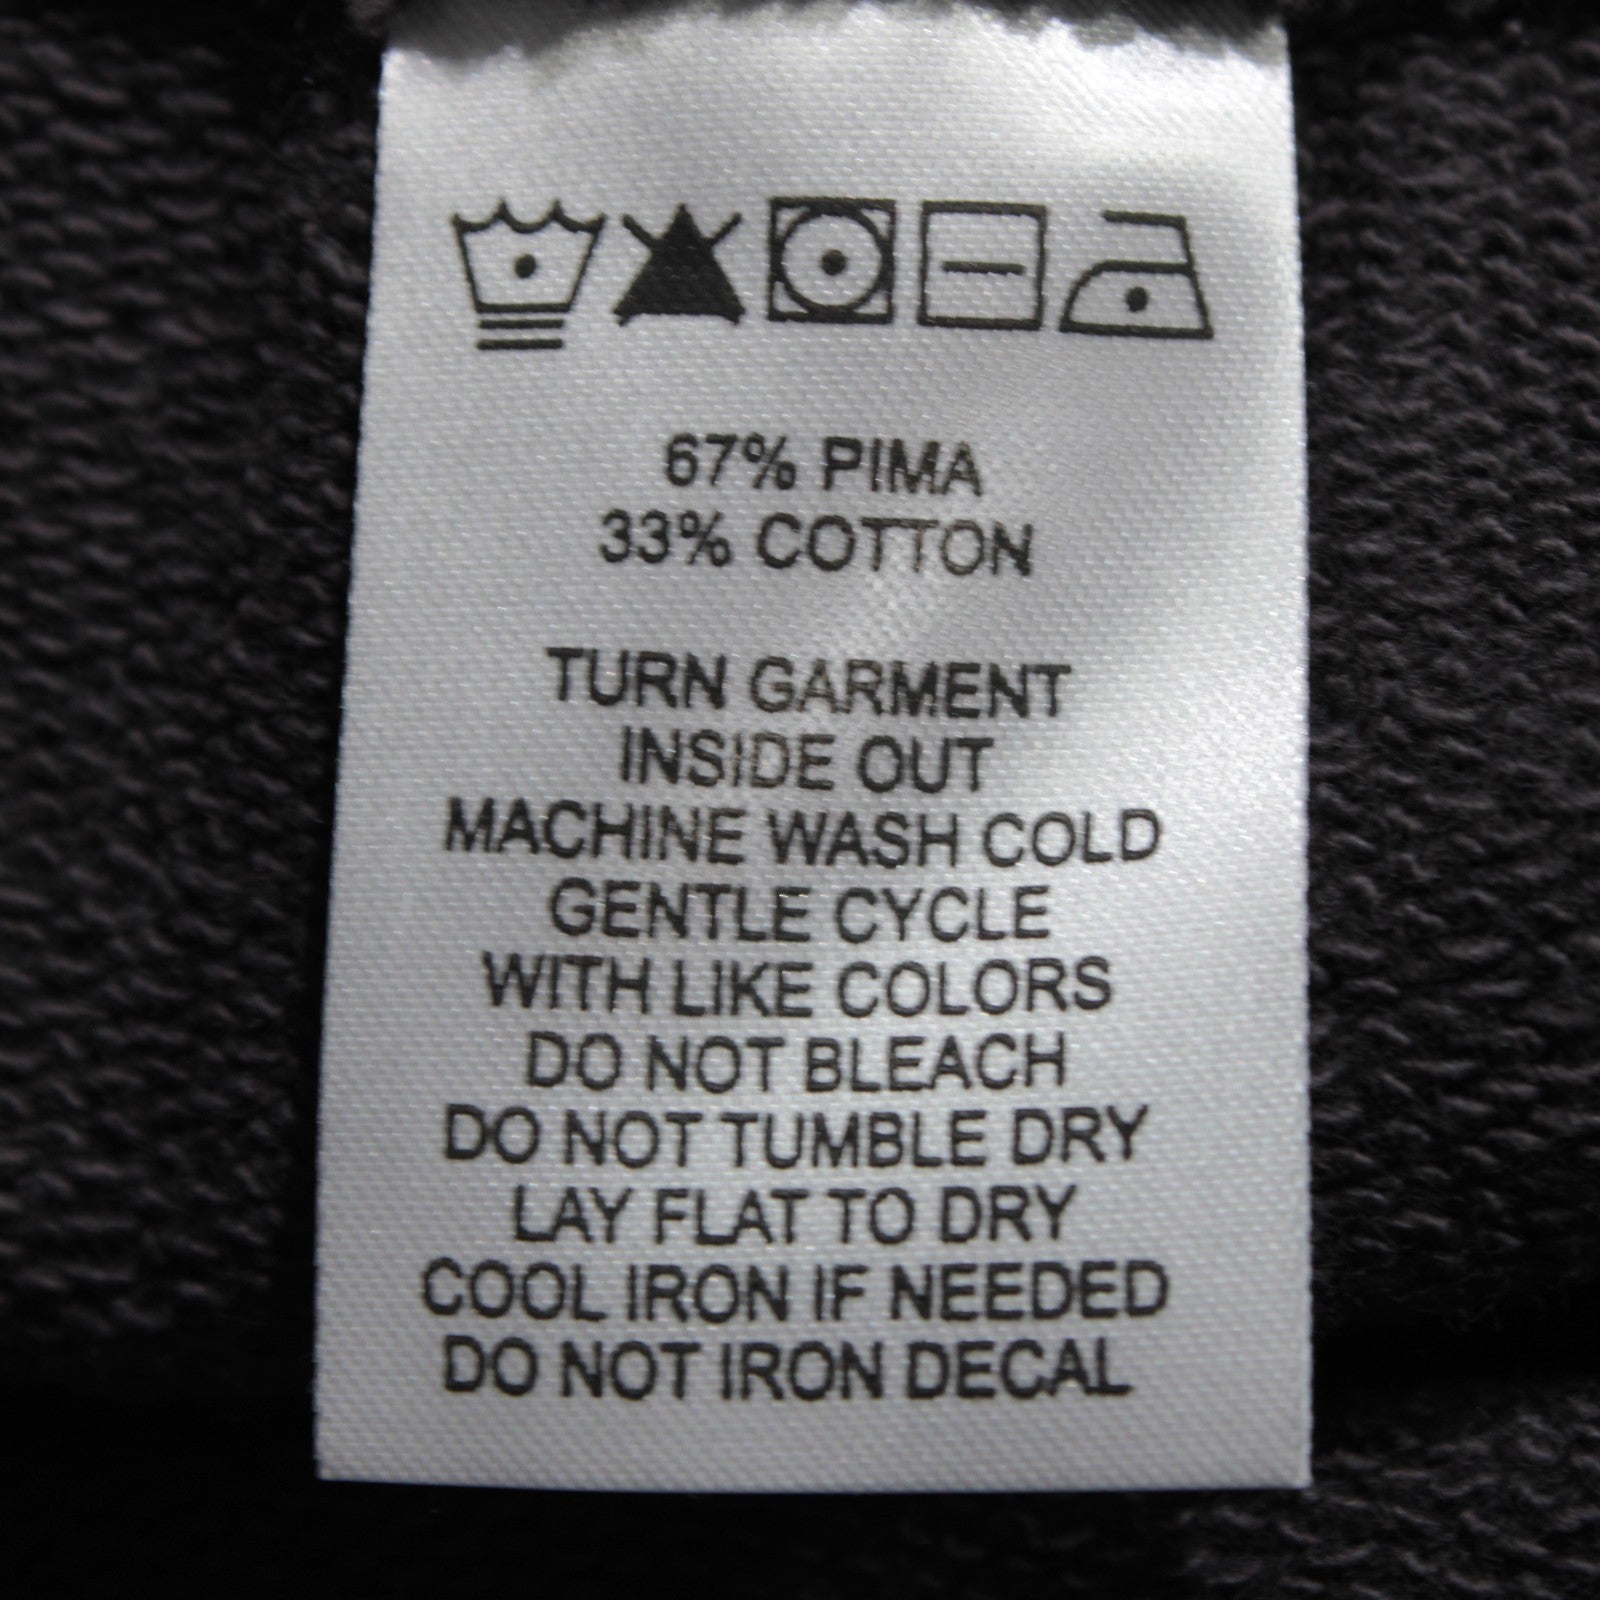 67% PIMA
33% COTTON
TURN GARMENT
INSIDE OUT
MACHINE WASH COLD
GENTLE CYCLE
WITH LIKE COLORS
DO NOT BLEACH
DO NOT TUMBLE DRY
LAY FLAT TO DRY
COOL IRON IF NEEDED
DO NOT IRON DECAL